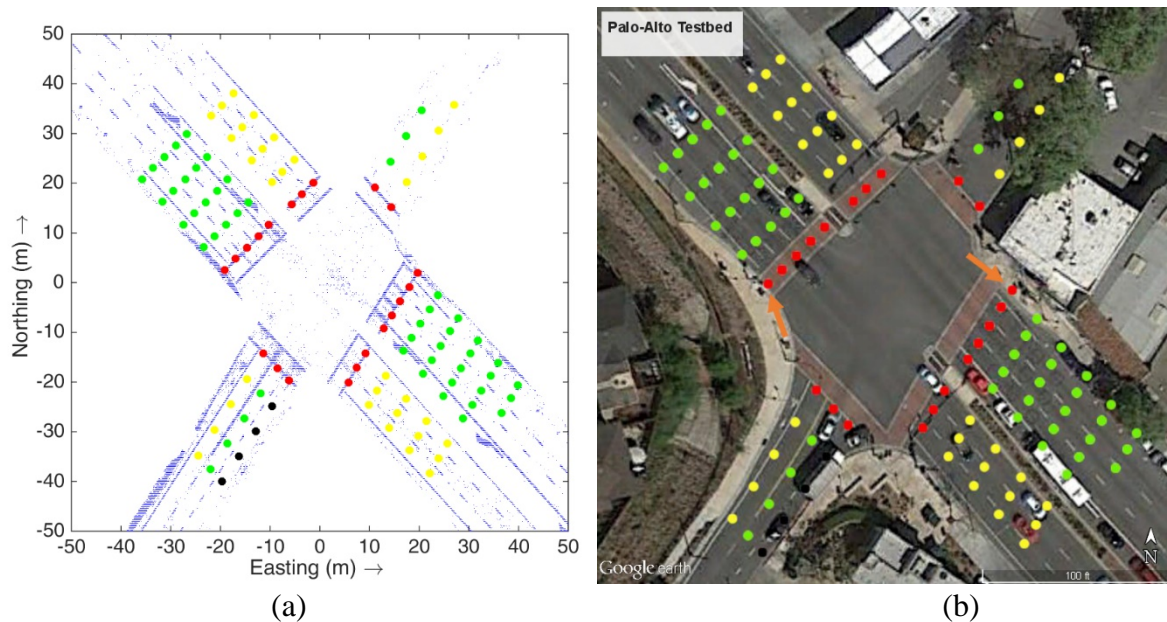 50
40
30
20
10
0
-10
-20
-30
-40
-50
Northing (m) →
-50 -40 -30 -20 -10 0 10 20 30 40 50
Easting (m) →
(a)
Palo-Alto Testbed
Google earth
N
100 ft
(b)